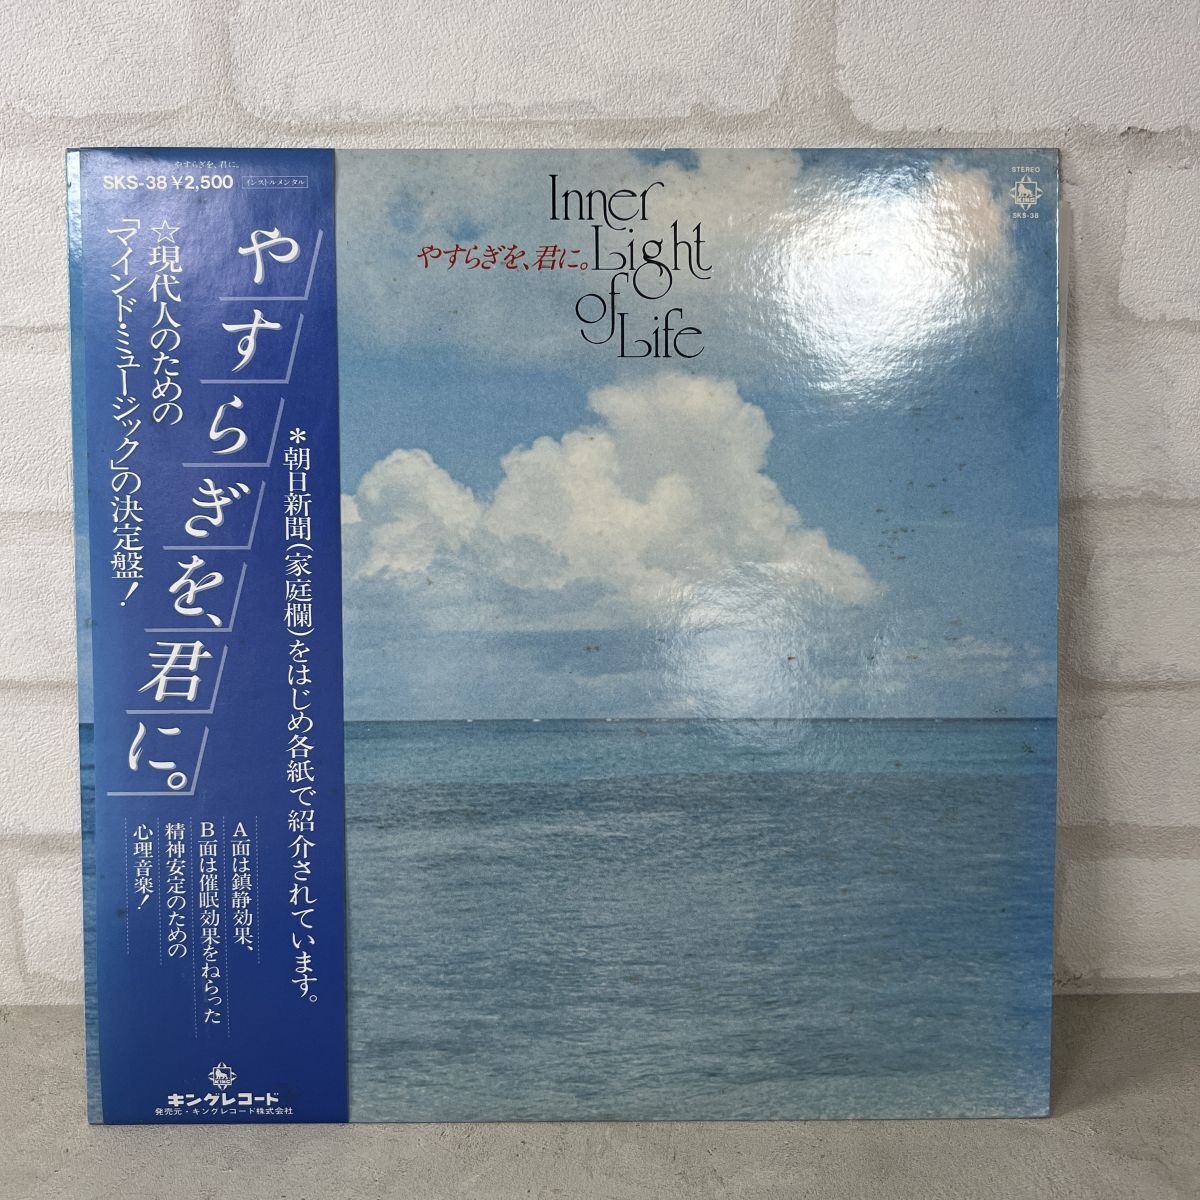 やすらぎを、君に。
SKS-38 ¥2,500
インストルメンタル
やすらぎを、君に。
☆現代人のための
「マインド・ミュージック」の決定盤！
＊朝日新聞(家庭欄)をはじめ各紙で紹介されています。
A面は鎮静効果、
B面は催眠効果をねらった
精神安定のための
心理音楽！
KING
キングレコード
発売元・キングレコード株式会社
Inner
Light
of
Life
やすらぎを、君に。
STEREO
KING
SKS-38